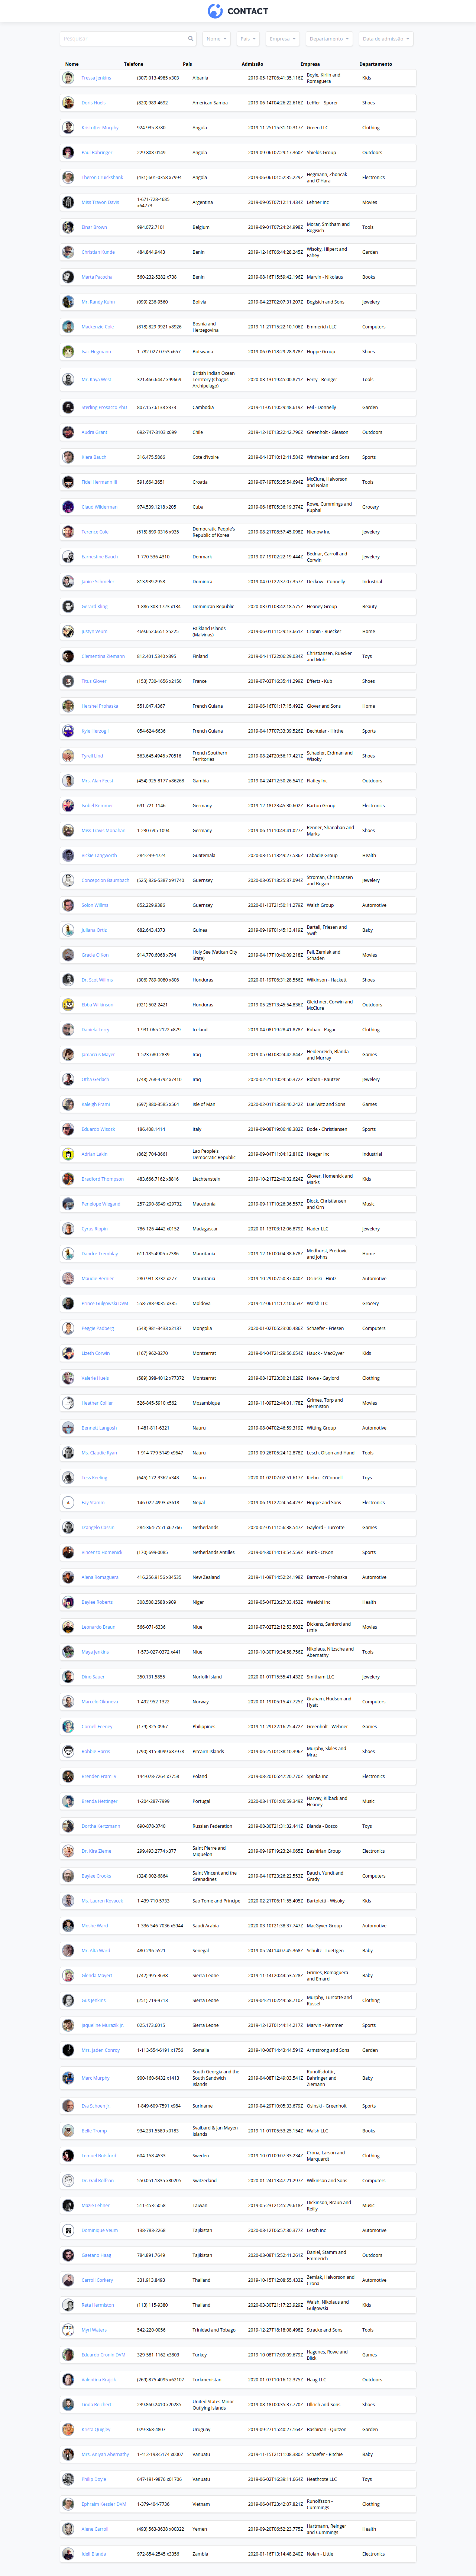 CONTACT
Pesquisar Nome País Empresa Departamento Data de admissão
Nome Telefone País Admissão Empresa Departamento
Tressa Jenkins (307) 013-4985 x303 Albania 2019-05-12T06:41:35.116Z Boyle, Kirlin and Romaguera Kids
Doris Huels (820) 989-4692 American Samoa 2019-06-14T04:26:22.616Z Leffler - Sporer Shoes
Kristoffer Murphy 924-935-8780 Angola 2019-11-25T15:31:10.317Z Green LLC Clothing
Paul Bahringer 229-808-0149 Angola 2019-09-06T07:29:17.360Z Shields Group Outdoors
Theron Cruickshank (431) 601-0358 x7994 Angola 2019-06-06T01:52:35.229Z Hegmann, Zboncak and O'Hara Electronics
Miss Travon Davis 1-671-728-4685 x64773 Argentina 2019-09-05T07:12:11.434Z Lehner Inc Movies
Einar Brown 994.072.7101 Belgium 2019-09-01T07:24:24.998Z Morar, Smitham and Bogisich Tools
Christian Kunde 484.844.9443 Benin 2019-12-16T06:44:28.245Z Wisoky, Hilpert and Fahey Garden
Marta Pacocha 560-232-5282 x738 Benin 2019-08-16T15:59:42.196Z Marvin - Nikolaus Books
Mr. Randy Kuhn (099) 236-9560 Bolivia 2019-04-23T02:07:31.207Z Bogisich and Sons Jewelery
Mackenzie Cole (818) 829-9921 x8926 Bosnia and Herzegovina 2019-11-21T15:22:10.106Z Emmerich LLC Computers
Isac Hegmann 1-782-027-0753 x657 Botswana 2019-06-05T18:29:28.978Z Hoppe Group Shoes
Mr. Kaya West 321.466.6447 x99669 British Indian Ocean Territory (Chagos Archipelago) 2020-03-13T19:45:00.871Z Ferry - Reinger Tools
Sterling Prosacco PhD 807.157.6138 x373 Cambodia 2019-11-05T10:29:48.619Z Feil - Donnelly Garden
Audra Grant 692-747-3103 x699 Chile 2019-12-10T13:22:42.796Z Greenholt - Gleason Outdoors
Kiera Bauch 316.475.5866 Cote d'Ivoire 2019-04-13T10:12:41.584Z Wintheiser and Sons Sports
Fidel Hermann III 591.664.3651 Croatia 2019-07-19T05:35:54.694Z McClure, Halvorson and Nolan Tools
Claud Wilderman 974.539.1218 x205 Cuba 2019-06-18T05:36:19.374Z Rowe, Cummings and Kuphal Grocery
Terence Cole (515) 899-0316 x935 Democratic People's Republic of Korea 2019-08-21T08:57:45.098Z Nienow Inc Jewelery
Earnestine Bauch 1-770-536-4310 Denmark 2019-07-19T02:22:19.444Z Bednar, Carroll and Corwin Jewelery
Janice Schmeler 813.939.2958 Dominica 2019-04-07T22:37:07.357Z Deckow - Connelly Industrial
Gerard Kling 1-886-303-1723 x134 Dominican Republic 2020-03-01T03:42:18.575Z Heaney Group Beauty
Joslyn Veum 469.652.6651 x5225 Falkland Islands (Malvinas) 2019-06-01T11:29:13.661Z Cronin - Ruecker Home
Clementina Ziemann 812.401.5340 x395 Finland 2019-04-11T22:06:29.034Z Christiansen, Ruecker and Mohr Toys
Titus Glover (153) 730-1656 x2150 France 2019-07-03T16:35:41.299Z Effertz - Kub Shoes
Hershel Prohaska 551.047.4367 French Guiana 2019-06-16T01:17:15.492Z Glover and Sons Home
Kyle Herzog I 054-624-6636 French Guiana 2019-04-17T07:33:39.526Z Bechtelar - Hirthe Sports
Tyrell Lind 563.645.4946 x70516 French Southern Territories 2019-08-24T20:56:17.421Z Schaefer, Erdman and Wisoky Shoes
Mrs. Alan Feest (454) 925-8177 x86268 Gambia 2019-04-24T12:50:26.541Z Flatley Inc Outdoors
Isobel Kemmer 691-721-1146 Germany 2019-12-18T23:45:30.602Z Barton Group Electronics
Miss Travis Monahan 1-230-695-1094 Germany 2019-06-11T10:43:41.027Z Renner, Shanahan and Marks Shoes
Vickie Langworth 284-239-4724 Guatemala 2020-03-15T13:49:27.536Z Labadie Group Health
Concepcion Baumbach (525) 826-5387 x91740 Guernsey 2020-03-05T18:25:37.094Z Stroman, Christiansen and Bogan Jewelery
Solon Willms 852.229.9386 Guernsey 2020-01-13T21:50:11.279Z Walsh Group Automotive
Juliana Ortiz 682.643.4373 Guinea 2019-09-19T01:45:13.419Z Bartell, Friesen and Swift Baby
Gracie O'Kon 914.770.6068 x794 Holy See (Vatican City State) 2019-04-17T10:40:09.218Z Feil, Zemlak and Schaden Movies
Dr. Scot Willms (306) 789-0080 x806 Honduras 2020-01-19T06:31:28.556Z Wilkinson - Hackett Shoes
Ebba Wilkinson (921) 502-2421 Honduras 2019-05-25T13:45:54.836Z Gleichner, Corwin and McClure Outdoors
Daniela Terry 1-931-065-2122 x879 Iceland 2019-04-08T19:28:41.878Z Rohan - Pagac Clothing
Jamarcus Mayer 1-523-680-2839 Iraq 2019-05-04T08:24:42.844Z Heidenreich, Blanda and Murray Games
Otha Gerlach (748) 768-4792 x7410 Iraq 2020-02-21T10:24:50.372Z Rohan - Kautzer Jewelery
Kaleigh Frami (697) 880-3585 x564 Isle of Man 2020-02-01T13:33:40.242Z Lueilwitz and Sons Games
Eduardo Wisozk 186.408.1414 Italy 2019-09-08T19:06:48.382Z Bode - Christiansen Sports
Adrian Lakin (862) 704-3661 Lao People's Democratic Republic 2019-09-04T11:04:12.810Z Hoeger Inc Industrial
Bradford Thompson 483.666.7162 x8816 Liechtenstein 2019-10-21T22:40:32.624Z Glover, Homenick and Marks Kids
Penelope Weigand 257-290-8949 x29732 Macedonia 2019-09-11T10:26:36.557Z Block, Christiansen and Orn Music
Cyrus Rippin 786-126-4442 x0152 Madagascar 2020-01-13T03:12:06.879Z Nader LLC Jewelery
Dandre Tremblay 611.185.4905 x7386 Mauritania 2019-12-16T00:04:38.678Z Medhurst, Predovic and Johns Home
Maudie Bernier 280-931-8732 x277 Mauritania 2019-10-29T07:50:37.040Z Osinski - Hintz Automotive
Prince Gulgowski DVM 558-788-9035 x385 Moldova 2019-12-06T11:17:10.653Z Walsh LLC Grocery
Peggie Padberg (548) 981-3433 x2137 Mongolia 2020-01-02T05:23:00.486Z Schaefer - Friesen Computers
Lizeth Corwin (167) 962-3270 Montserrat 2019-04-04T21:29:56.654Z Hauck - MacGyver Kids
Valerie Huels (589) 398-4012 x77372 Montserrat 2019-08-12T23:30:21.029Z Howe - Gaylord Clothing
Heather Collier 526-845-5910 x562 Mozambique 2019-11-09T22:44:01.178Z Grimes, Torp and Hermiston Movies
Bennett Langosh 1-481-811-6321 Nauru 2019-08-04T02:46:59.319Z Witting Group Automotive
Ms. Claudie Ryan 1-914-779-5149 x9647 Nauru 2019-09-26T05:24:12.878Z Lesch, Olson and Hand Tools
Tess Keeling (645) 172-3362 x343 Nauru 2020-01-02T07:02:51.617Z Kiehn - O'Connell Toys
Fay Stamm 146-022-4993 x3618 Nepal 2019-06-19T22:24:54.423Z Hoppe and Sons Electronics
D'angelo Cassin 284-364-7551 x62766 Netherlands 2020-02-05T11:56:38.547Z Gaylord - Turcotte Games
Vincenzo Homenick (170) 699-0085 Netherlands Antilles 2019-04-30T14:13:54.559Z Funk - O'Kon Sports
Alena Romaguera 416.256.9156 x34535 New Zealand 2019-11-09T14:52:24.198Z Barrows - Prohaska Automotive
Baylee Roberts 308.508.2588 x909 Niger 2019-05-04T23:27:33.453Z Waelchi Inc Health
Leonardo Braun 566-071-6336 Niue 2019-07-02T22:12:53.503Z Dickens, Sanford and Little Movies
Maya Jenkins 1-573-027-0372 x441 Niue 2019-10-30T19:34:58.756Z Nikolaus, Nitzsche and Abernathy Tools
Dino Sauer 350.131.5855 Norfolk Island 2020-01-01T15:55:41.432Z Smitham LLC Jewelery
Marcelo Okuneva 1-492-952-1322 Norway 2020-01-19T05:15:47.725Z Graham, Hudson and Hyatt Computers
Cornell Feeney (179) 325-0967 Philippines 2019-11-29T22:16:25.472Z Greenholt - Wehner Games
Robbie Harris (790) 315-4099 x87978 Pitcairn Islands 2019-06-25T01:38:10.396Z Murphy, Skiles and Mraz Shoes
Brenden Frami V 144-078-7264 x7758 Poland 2019-08-20T05:47:20.770Z Spinka Inc Electronics
Brenda Hettinger 1-204-287-7999 Portugal 2020-03-11T01:00:59.349Z Harvey, Kilback and Heaney Music
Dortha Kertzmann 690-878-3740 Russian Federation 2019-08-30T21:31:32.441Z Blanda - Bosco Toys
Dr. Kira Dieme 299.493.2774 x377 Saint Pierre and Miquelon 2019-09-19T19:23:24.065Z Bashirian Group Electronics
Baylee Crooks (324) 002-6864 Saint Vincent and the Grenadines 2019-04-10T23:26:22.553Z Bauch, Yundt and Grady Computers
Ms. Lauren Kovacek 1-439-710-5733 Sao Tome and Principe 2020-02-21T06:11:55.405Z Bartoletti - Wisoky Kids
Moshe Ward 1-336-546-7036 x5944 Saudi Arabia 2020-03-10T21:38:37.747Z MacGyver Group Automotive
Mr. Alia Ward 480-296-5521 Senegal 2019-05-24T14:07:45.368Z Schultz - Luettgen Baby
Glenda Mayert (742) 995-3638 Sierra Leone 2019-11-14T20:44:53.528Z Grimes, Romaguera and Emard Baby
Gus Jenkins (251) 719-9713 Sierra Leone 2019-04-21T02:44:58.710Z Murphy, Turcotte and Russel Clothing
Jaqueline Murazik Jr. 025.173.6015 Sierra Leone 2019-12-12T01:44:14.217Z Marvin - Kemmer Sports
Mrs. Jaden Conroy 1-113-554-6191 x1756 Somalia 2019-10-06T14:43:44.591Z Armstrong and Sons Garden
Marc Murphy 900-160-6432 x1413 South Georgia and the South Sandwich Islands 2019-04-08T12:49:03.541Z Runolfsdottir, Bahringer and Ziemann Baby
Eva Schoen Jr. 1-849-609-7591 x984 Suriname 2019-04-29T10:05:33.679Z Osinski - Greenholt Sports
Belle Tromp 934.231.5589 x0183 Svalbard & Jan Mayen Islands 2019-11-01T05:53:25.154Z Walsh LLC Books
Lemuel Botsford 604-158-4533 Sweden 2019-10-01T09:07:33.234Z Crona, Larson and Marquardt Clothing
Dr. Gail Rolfson 550.051.1835 x80205 Switzerland 2020-01-24T13:47:21.297Z Wilkinson and Sons Computers
Mazie Lehner 511-453-5058 Taiwan 2019-05-23T21:45:29.618Z Dickinson, Braun and Reilly Music
Dominique Veum 138-783-2268 Tajikistan 2020-03-12T06:57:30.377Z Lesch Inc Automotive
Gaetano Haag 784.891.7649 Tajikistan 2020-03-08T15:52:41.261Z Daniel, Stamm and Emmerich Outdoors
Carroll Corkery 331.913.8493 Thailand 2019-10-15T12:08:55.433Z Zemlak, Halvorson and Crona Automotive
Reta Hermiston (113) 115-9380 Thailand 2020-03-30T21:17:23.929Z Walsh, Nikolaus and Gulgowski Kids
Myrl Waters 542-220-0056 Trinidad and Tobago 2019-12-27T18:18:08.498Z Stracke and Sons Tools
Eduardo Cronin DVM 329-581-1162 x3803 Turkey 2019-10-08T17:09:09.679Z Hagenes, Rowe and Blick Games
Valentina Krajcik (269) 875-4095 x62107 Turkmenistan 2020-01-07T10:16:12.375Z Haag LLC Outdoors
Linda Reichert 239.860.2410 x20285 United States Minor Outlying Islands 2019-08-18T00:35:37.770Z Ullrich and Sons Shoes
Krista Quigley 029-368-4807 Uruguay 2019-09-27T15:40:27.164Z Bashirian - Quitzon Garden
Mrs. Aniyah Abernathy 1-412-193-5174 x0007 Vanuatu 2019-11-15T21:11:08.380Z Schaefer - Ritchie Baby
Philip Doyle 647-191-9876 x01706 Vanuatu 2019-06-02T16:39:11.664Z Heathcote LLC Toys
Ephraim Kessler DVM 1-379-404-7736 Vietnam 2019-06-04T23:42:07.821Z Runolfsson - Cummings Clothing
Alene Carroll (493) 563-3638 x00322 Yemen 2019-09-20T06:52:23.775Z Hartmann, Reinger and Cummings Health
Idell Blanda 972-854-2545 x3356 Zambia 2020-01-16T13:14:48.240Z Nolan - Little Electronics